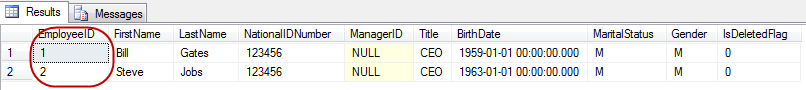 Results Messages
EmployeeID FirstName LastName NationalIDNumber ManagerID Title BirthDate MaritalStatus Gender IsDeletedFlag
1 1 Bill Gates 123456 NULL CEO 1959-01-01 00:00:00.000 M M 0
2 2 Steve Jobs 123456 NULL CEO 1963-01-01 00:00:00.000 M M 0